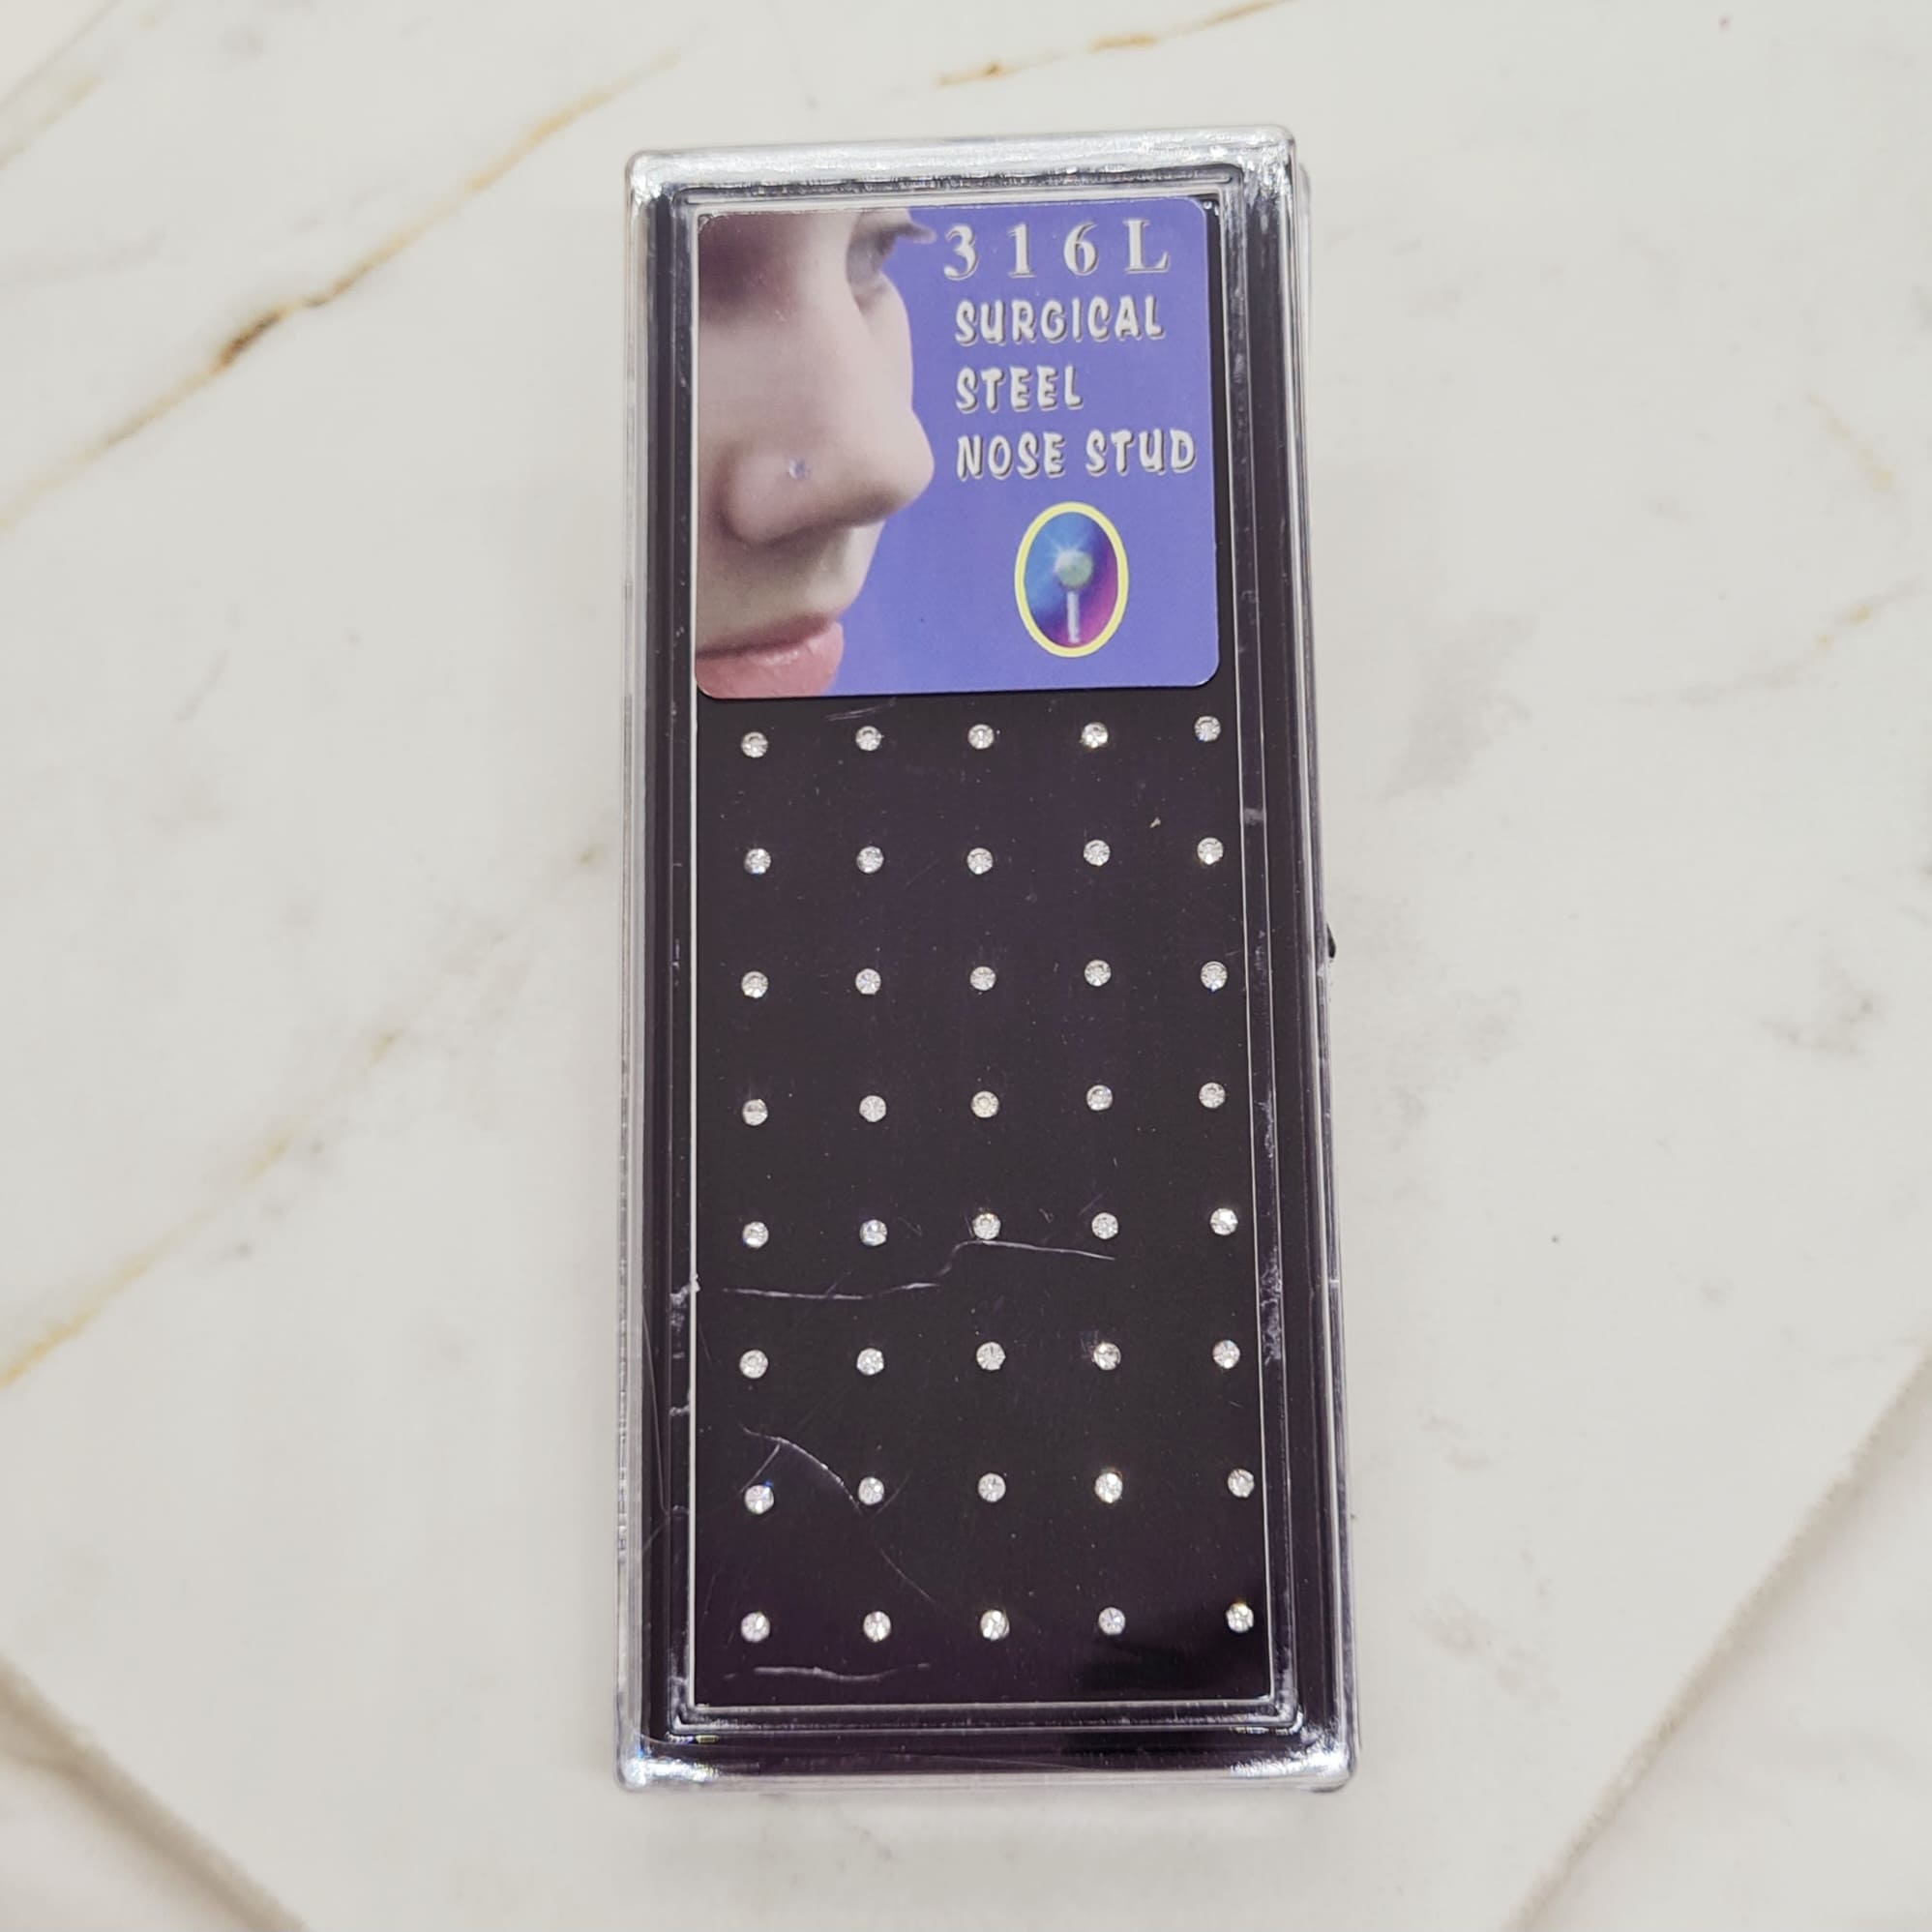 316L
SURGICAL
STEEL
NOSE STUD